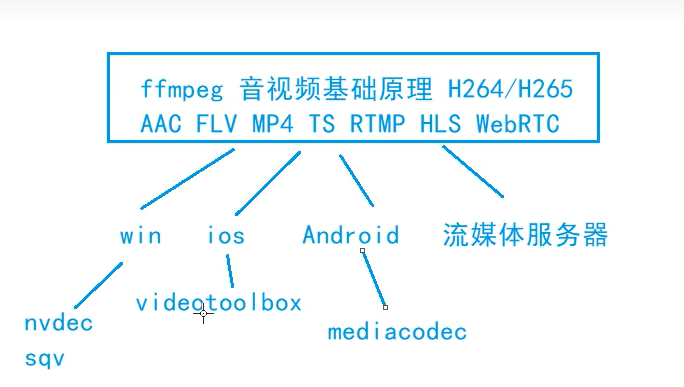 ffmpeg 音视频基础原理 H264/H265
AAC FLV MP4 TS RTMP HLS WebRTC
win ios Android 流媒体服务器
videotoolbox
nvdec
mediacodec
sqv